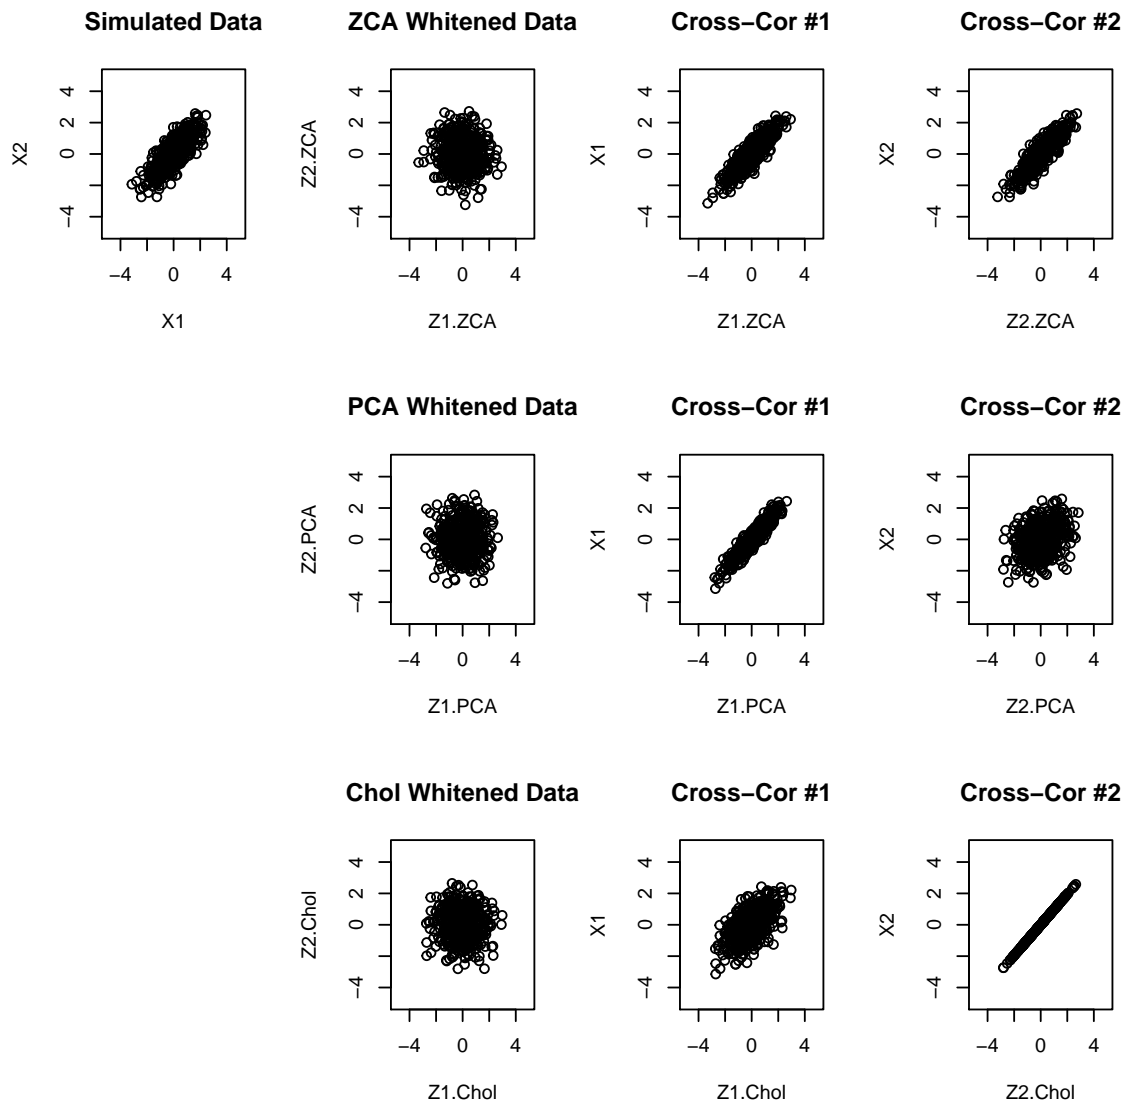 Simulated Data
X2
4
2
0
−4
−4 0 4
X1
ZCA Whitened Data
Z2.ZCA
4
2
0
−4
−4 0 4
Z1.ZCA
Cross−Cor #1
X1
4
2
0
−4
−4 0 4
Z1.ZCA
Cross−Cor #2
X2
4
2
0
−4
−4 0 4
Z2.ZCA
PCA Whitened Data
Z2.PCA
4
2
0
−4
−4 0 4
Z1.PCA
Cross−Cor #1
X1
4
2
0
−4
−4 0 4
Z1.PCA
Cross−Cor #2
X2
4
2
0
−4
−4 0 4
Z2.PCA
Chol Whitened Data
Z2.Chol
4
2
0
−4
−4 0 4
Z1.Chol
Cross−Cor #1
X1
4
2
0
−4
−4 0 4
Z1.Chol
Cross−Cor #2
X2
4
2
0
−4
−4 0 4
Z2.Chol